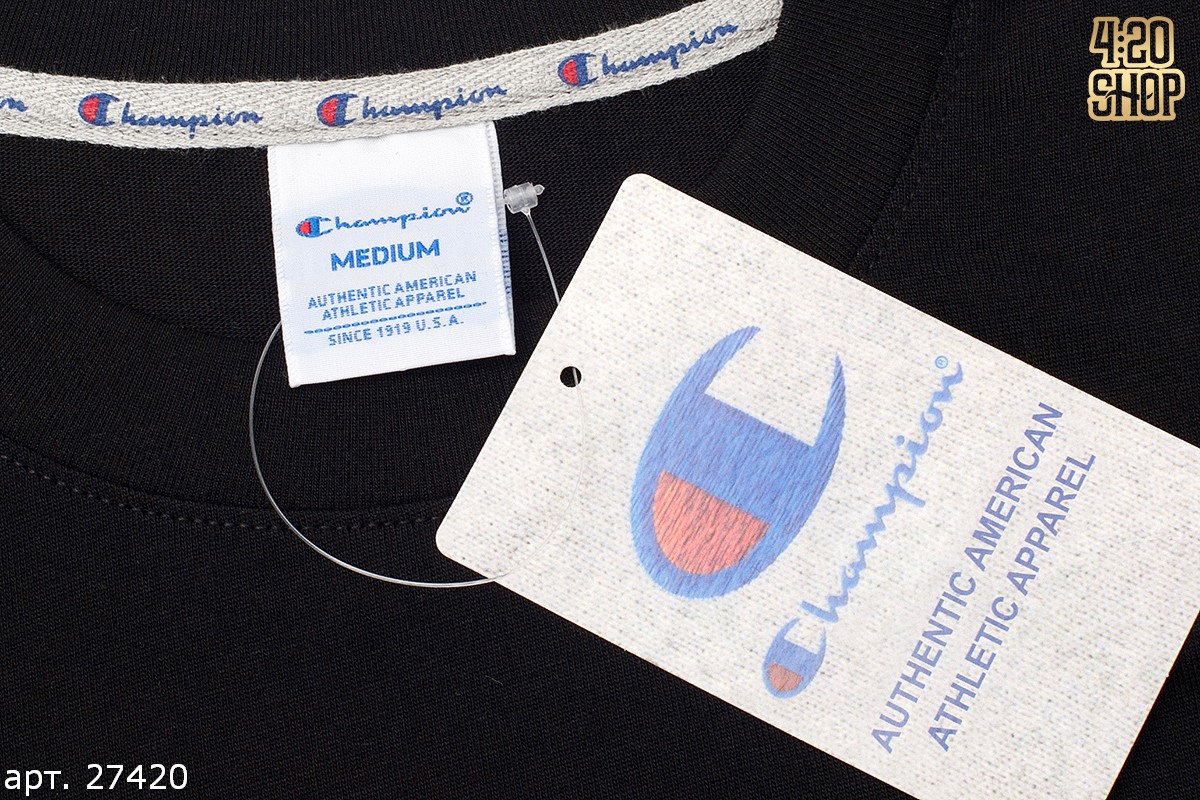 4:20
SHOP
Champion
Champion
Champion
Champion®
MEDIUM
AUTHENTIC AMERICAN
ATHLETIC APPAREL
SINCE 1919 U.S.A.
Champion®
AUTHENTIC AMERICAN
ATHLETIC APPAREL
арт. 27420